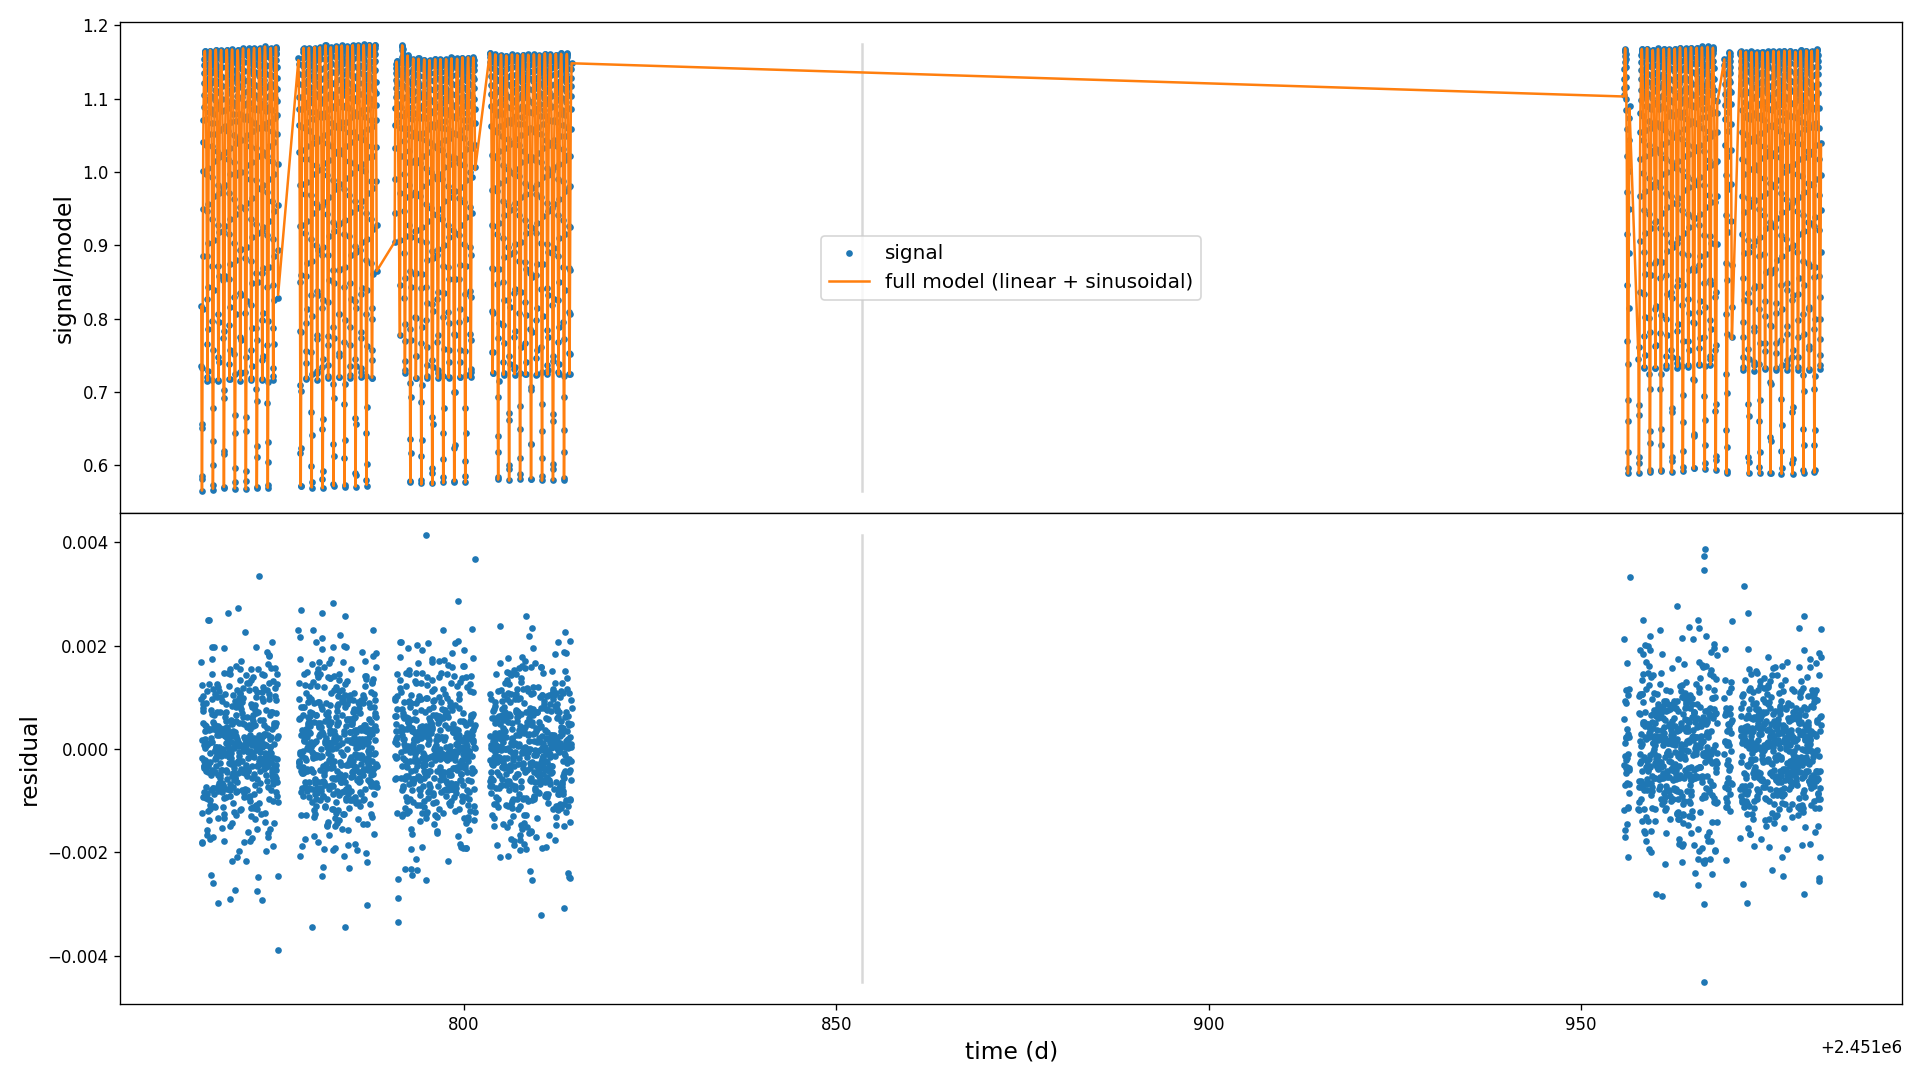 1.2
1.1
1.0
0.9
0.8
0.7
0.6
signal/model
signal
full model (linear + sinusoidal)
0.004
0.002
0.000
−0.002
−0.004
residual
800
850
900
950
time (d)
+2.451e6